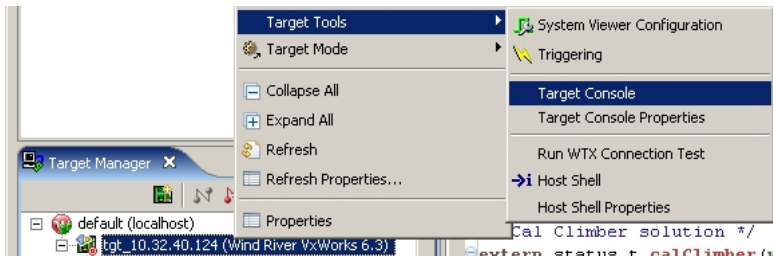 Target Tools
Target Mode
Collapse All
Expand All
Refresh
Refresh Properties...
Properties
System Viewer Configuration
Triggering
Target Console
Target Console Properties
Run WTX Connection Test
Host Shell
Host Shell Properties
Target Manager
default (localhost)
tgt_10.32.40.124 (Wind River VxWorks 6.3)
Cal Climber solution */
extern status_t calClimber(